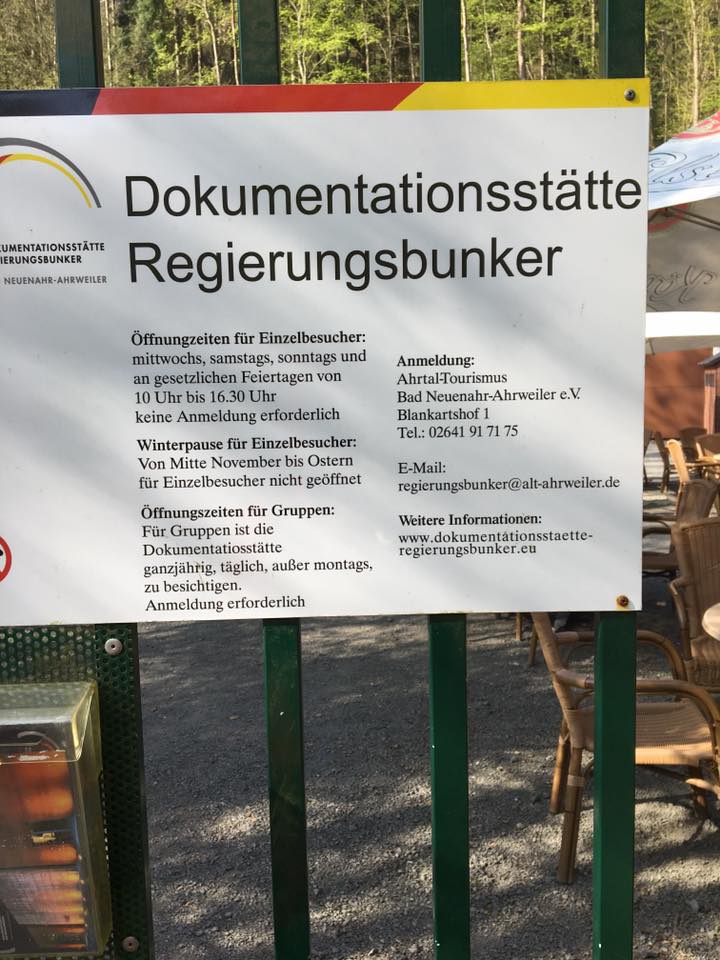 Dokumentationsstätte
Regierungsbunker
KUMENTATIONSSTÄTTE
IERUNGSBUNKER
NEUENAHR-AHRWEILER
Öffnungzeiten für Einzelbesucher:
mittwochs, samstags, sonntags und
an gesetzlichen Feiertagen von
10 Uhr bis 16.30 Uhr
keine Anmeldung erforderlich
Winterpause für Einzelbesucher:
Von Mitte November bis Ostern
für Einzelbesucher nicht geöffnet
Öffnungszeiten für Gruppen:
Für Gruppen ist die
Dokumentatiosstätte
ganzjährig, täglich, außer montags,
zu besichtigen.
Anmeldung erforderlich
Anmeldung:
Ahrtal-Tourismus
Bad Neuenahr-Ahrweiler e.V.
Blankartshof 1
Tel.: 02641 91 71 75
E-Mail:
regierungsbunker@alt-ahrweiler.de
Weitere Informationen:
www.dokumentationsstaette-
regierungsbunker.eu